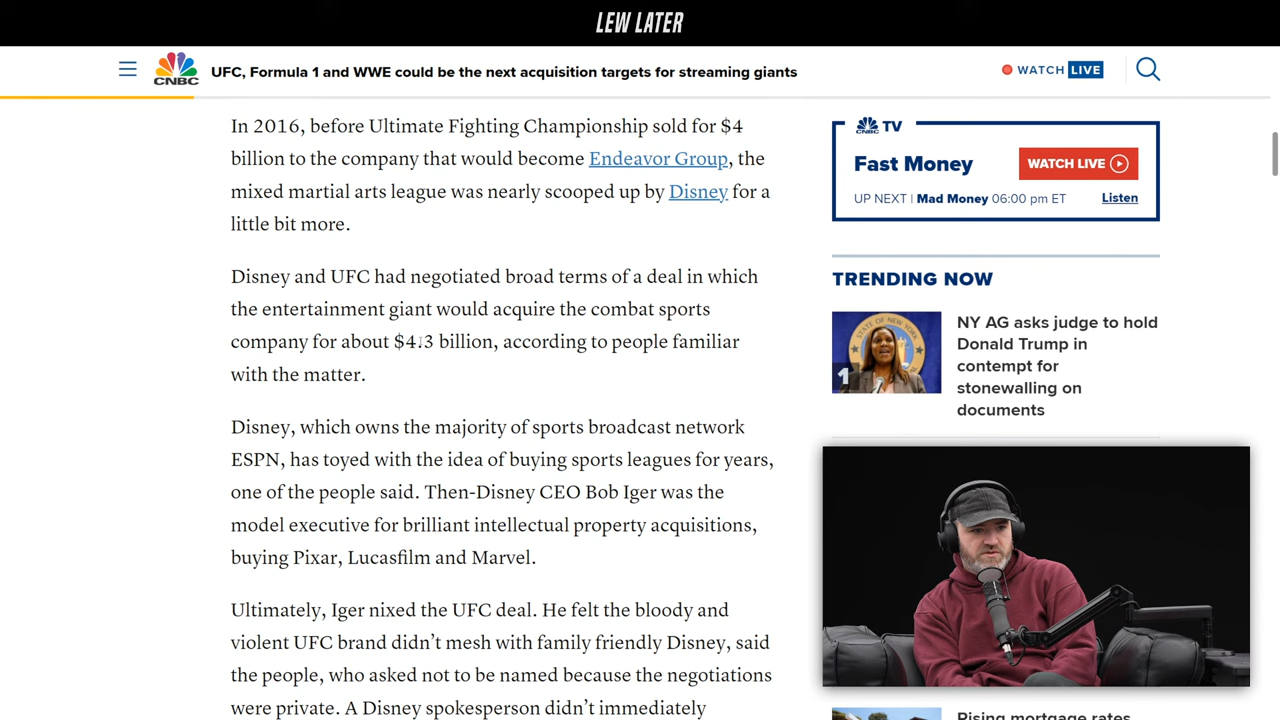 LEW LATER
CNBC
UFC, Formula 1 and WWE could be the next acquisition targets for streaming giants
WATCH LIVE
In 2016, before Ultimate Fighting Championship sold for $4
billion to the company that would become Endeavor Group, the
mixed martial arts league was nearly scooped up by Disney for a
little bit more.
Disney and UFC had negotiated broad terms of a deal in which
the entertainment giant would acquire the combat sports
company for about $4.3 billion, according to people familiar
with the matter.
Disney, which owns the majority of sports broadcast network
ESPN, has toyed with the idea of buying sports leagues for years,
one of the people said. Then-Disney CEO Bob Iger was the
model executive for brilliant intellectual property acquisitions,
buying Pixar, Lucasfilm and Marvel.
Ultimately, Iger nixed the UFC deal. He felt the bloody and
violent UFC brand didn’t mesh with family friendly Disney, said
the people, who asked not to be named because the negotiations
were private. A Disney spokesperson didn’t immediately
CNBC TV
Fast Money
WATCH LIVE
UP NEXT | Mad Money 06:00 pm ET
Listen
TRENDING NOW
STATE OF NEW YORK
1
NY AG asks judge to hold
Donald Trump in
contempt for
stonewalling on
documents
Rising mortgage rates